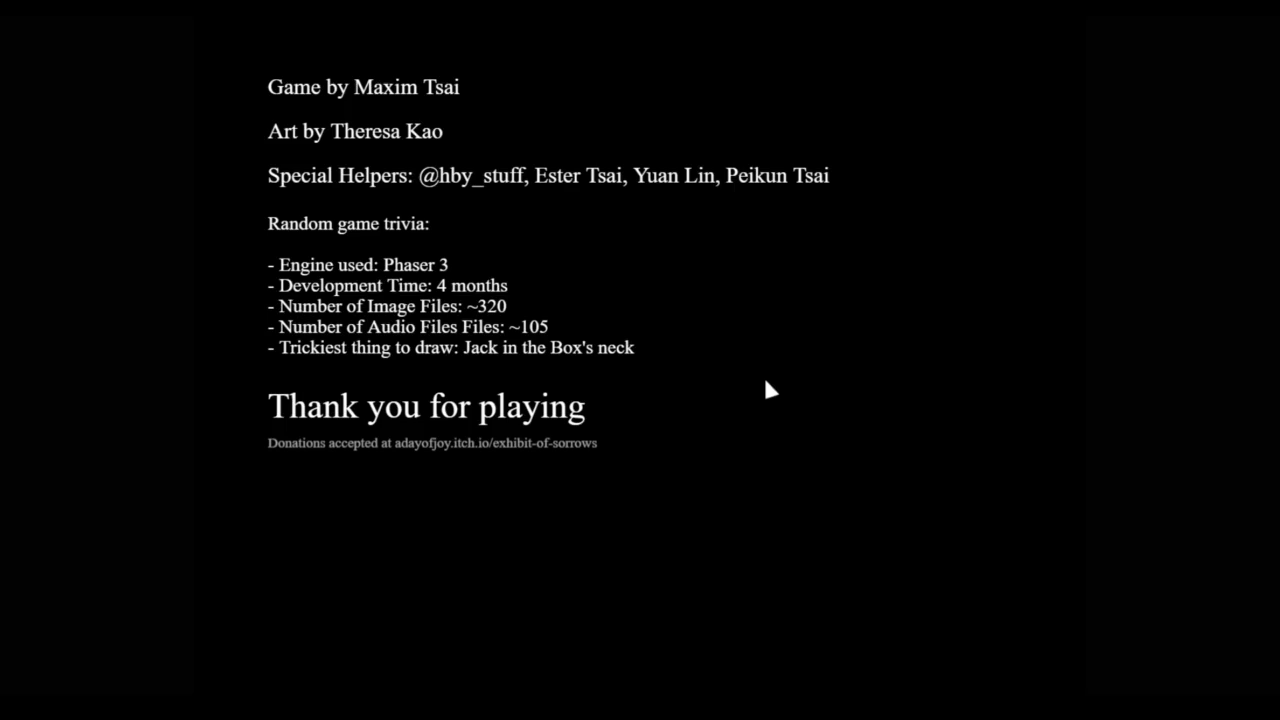 Game by Maxim Tsai
Art by Theresa Kao
Special Helpers: @hby_stuff, Ester Tsai, Yuan Lin, Peikun Tsai
Random game trivia:
- Engine used: Phaser 3
- Development Time: 4 months
- Number of Image Files: ~320
- Number of Audio Files Files: ~105
- Trickiest thing to draw: Jack in the Box's neck
Thank you for playing
Donations accepted at adayofjoy.itch.io/exhibit-of-sorrows